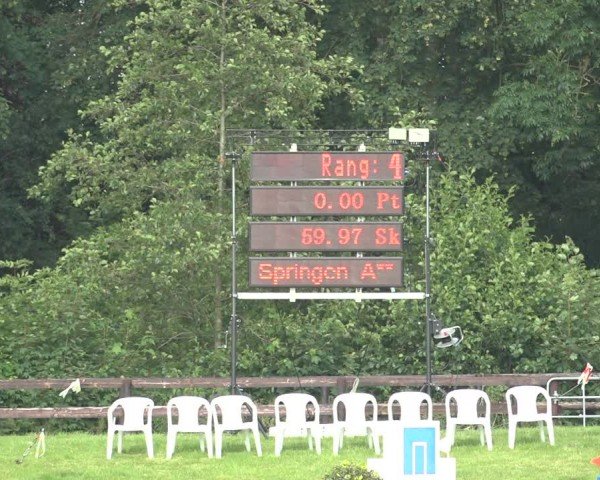 Rang: 4
0.00 Pt
59.97 Sk
Springen A**